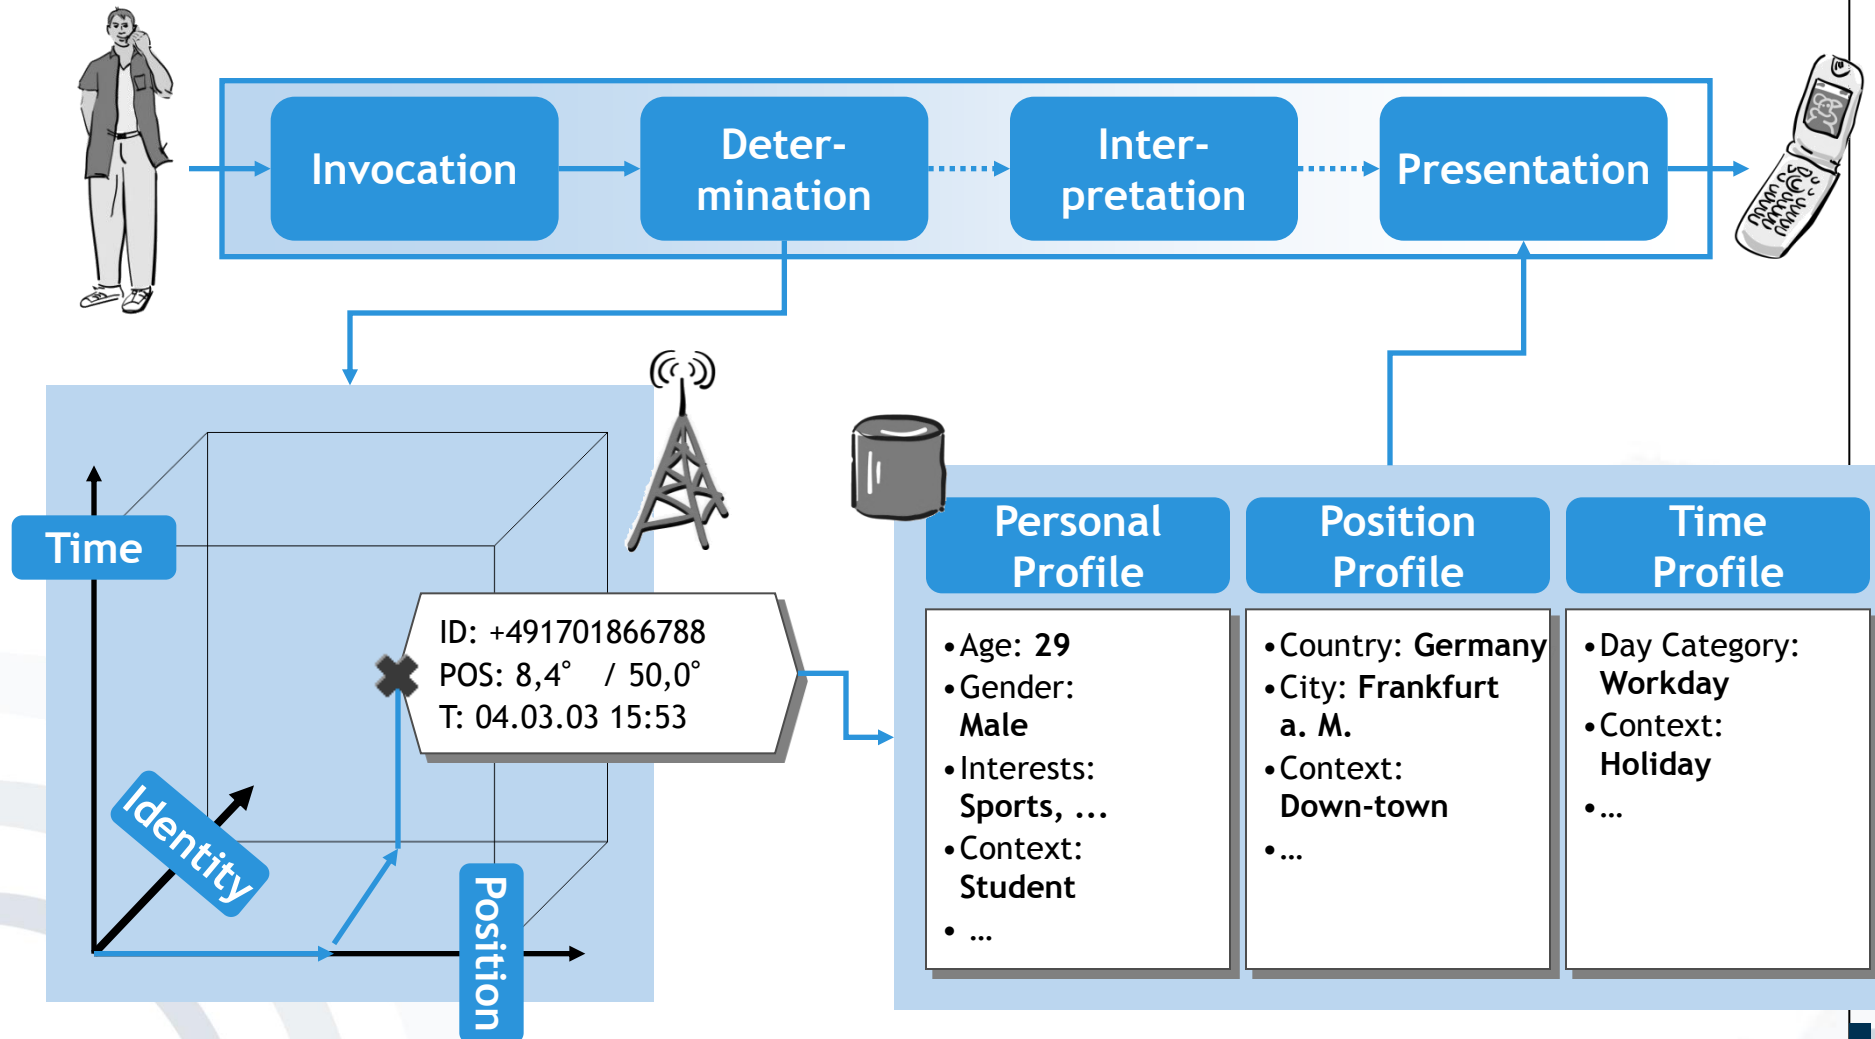 Invocation
Deter-
mination
Inter-
pretation
Presentation
Time
Identity
Position
ID: +491701866788
POS: 8,4° / 50,0°
T: 04.03.03 15:53
Personal
Profile
•Age: 29
•Gender:
Male
•Interests:
Sports, ...
•Context:
Student
• ...
Position
Profile
•Country: Germany
•City: Frankfurt
a. M.
•Context:
Down-town
•...
Time
Profile
•Day Category:
Workday
•Context:
Holiday
•...